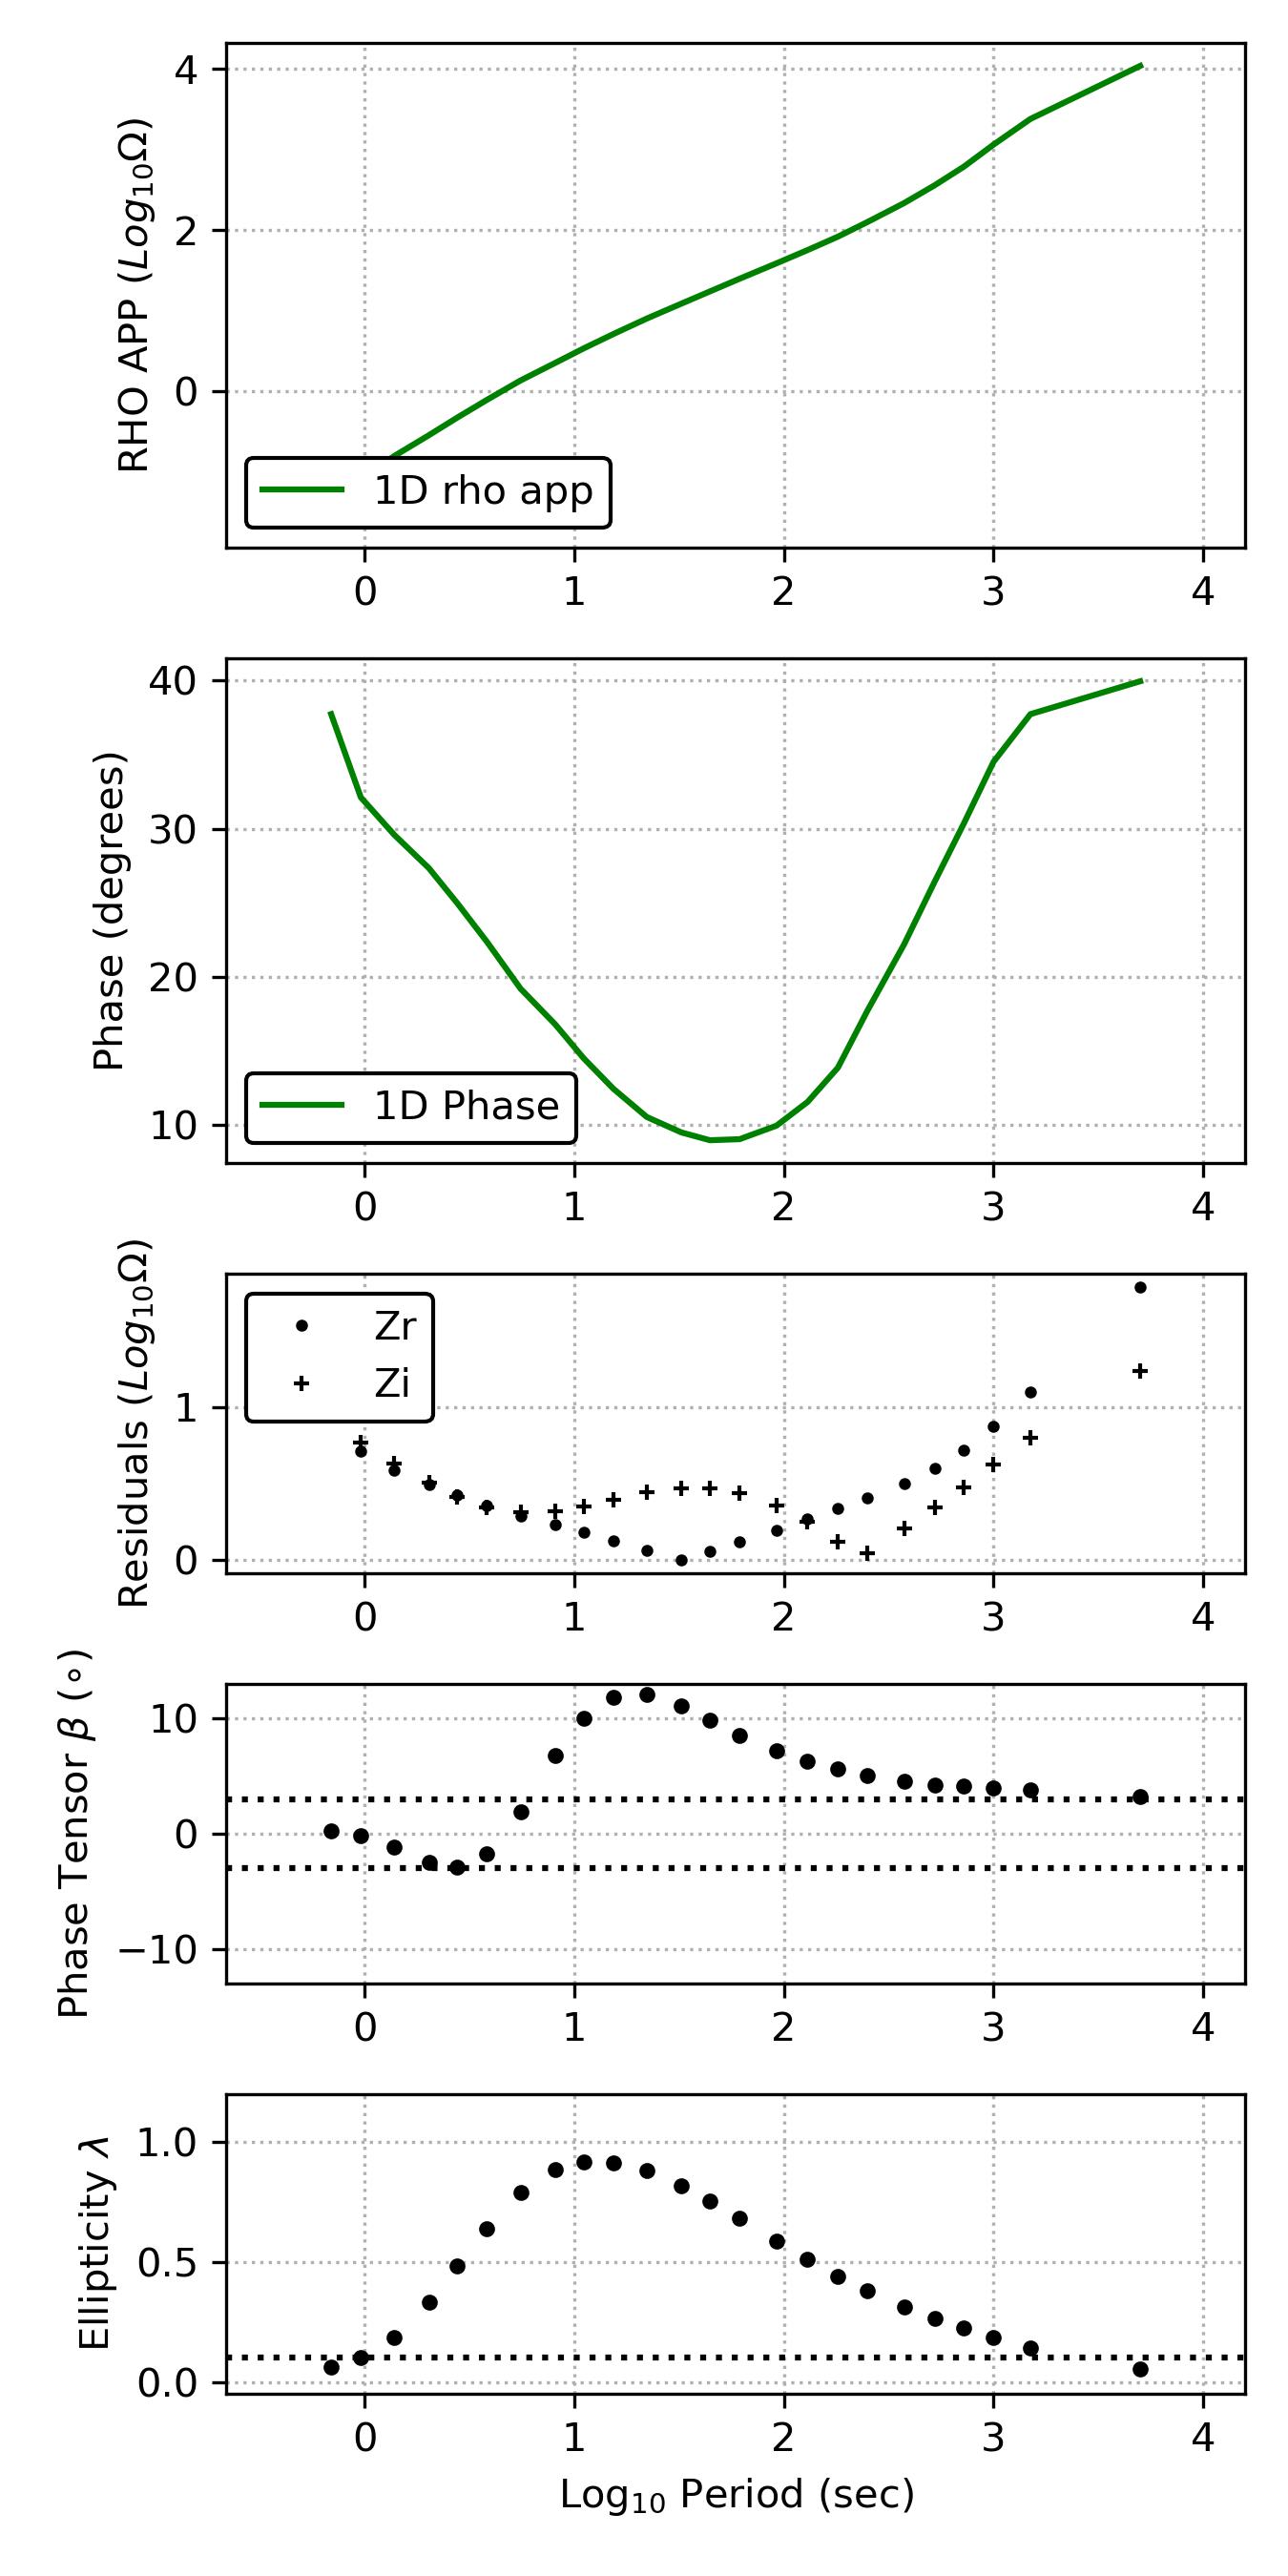 RHO APP (Log₁₀Ω)
4
2
0
1D rho app
0 1 2 3 4
Phase (degrees)
40
30
20
10
1D Phase
0 1 2 3 4
Residuals (Log₁₀Ω)
1
0
Zr
Zi
0 1 2 3 4
Phase Tensor β (∘)
10
0
−10
0 1 2 3 4
Ellipticity λ
1.0
0.5
0.0
0 1 2 3 4
Log₁₀ Period (sec)